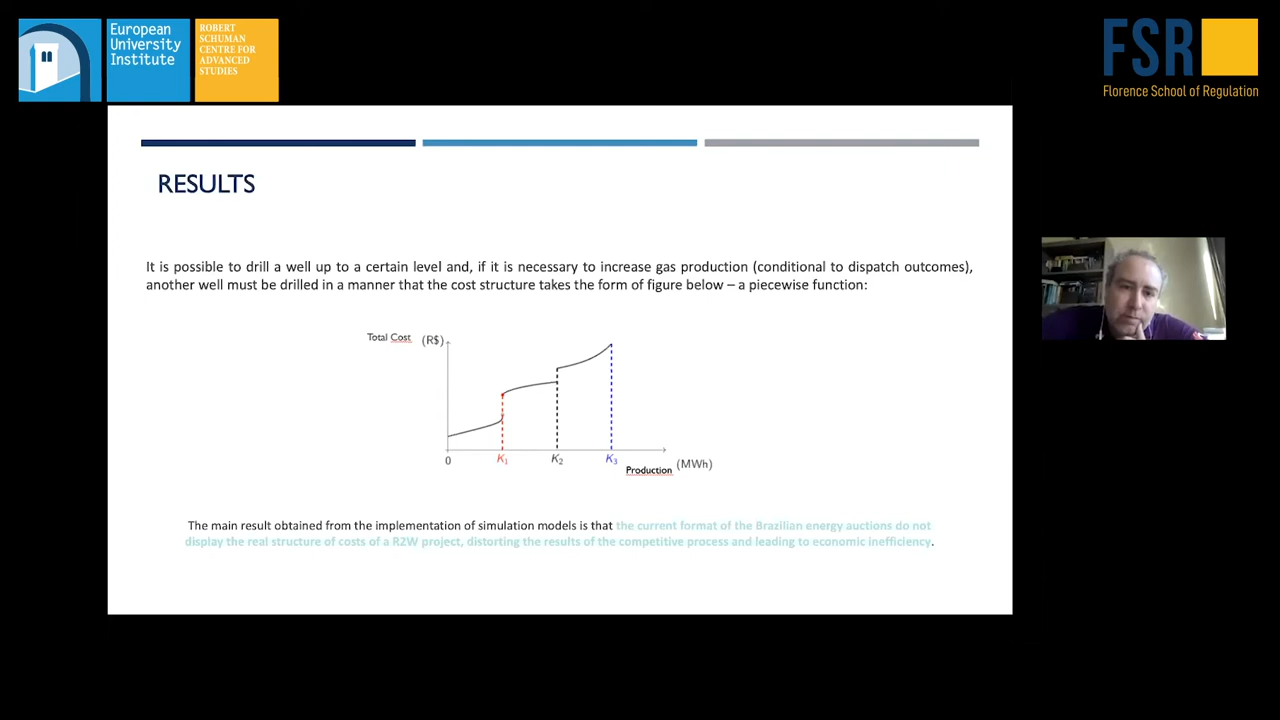 European
University
Institute
ROBERT
SCHUMAN
CENTRE FOR
ADVANCED
STUDIES
FSR
Florence School of Regulation
RESULTS
It is possible to drill a well up to a certain level and, if it is necessary to increase gas production (conditional to dispatch outcomes),
another well must be drilled in a manner that the cost structure takes the form of figure below – a piecewise function:
Total Cost (R$)
0 K1 K2 K3 Production (MWh)
The main result obtained from the implementation of simulation models is that the current format of the Brazilian energy auctions do not
display the real structure of costs of a R2W project, distorting the results of the competitive process and leading to economic inefficiency.